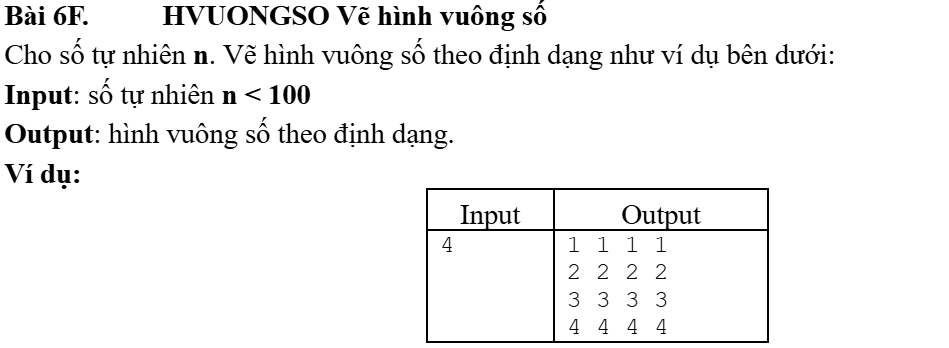 Bài 6F. HVUONGSO Vẽ hình vuông số
Cho số tự nhiên n. Vẽ hình vuông số theo định dạng như ví dụ bên dưới:
Input: số tự nhiên n < 100
Output: hình vuông số theo định dạng.
Ví dụ:
Input Output
4 1 1 1 1
2 2 2 2
3 3 3 3
4 4 4 4